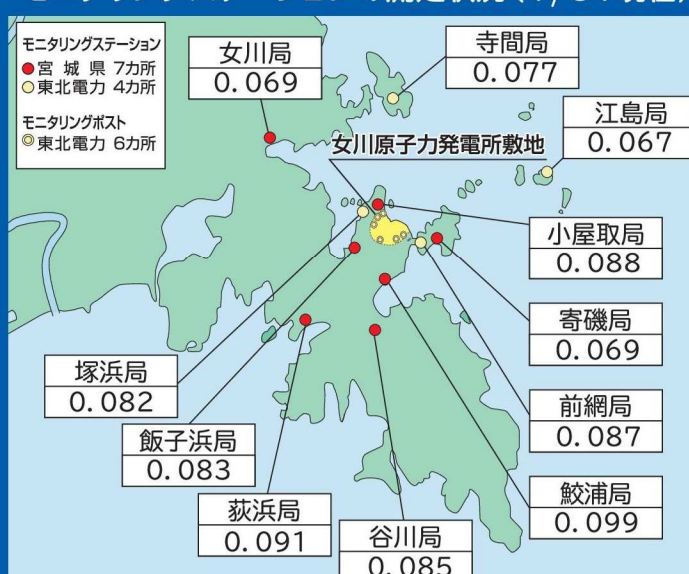 モニタリングステーション
●宮城県 7カ所
○東北電力 4カ所
モニタリングポスト
◎東北電力 6カ所
女川局
0.069
寺間局
0.077
江島局
0.067
女川原子力発電所敷地
小屋取局
0.088
寄磯局
0.069
前網局
0.087
鮫浦局
0.099
塚浜局
0.082
飯子浜局
0.083
荻浜局
0.091
谷川局
0.085